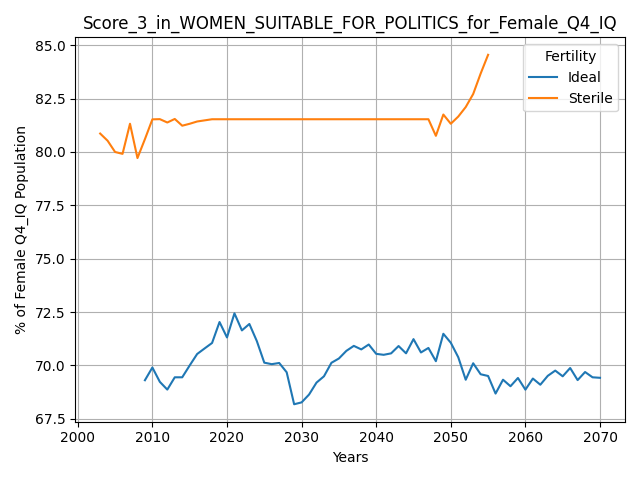 Score_3_in_WOMEN_SUITABLE_FOR_POLITICS_for_Female_Q4_IQ
85.0
82.5
80.0
77.5
75.0
72.5
70.0
67.5
% of Female Q4_IQ Population
Fertility
Ideal
Sterile
2000 2010 2020 2030 2040 2050 2060 2070
Years